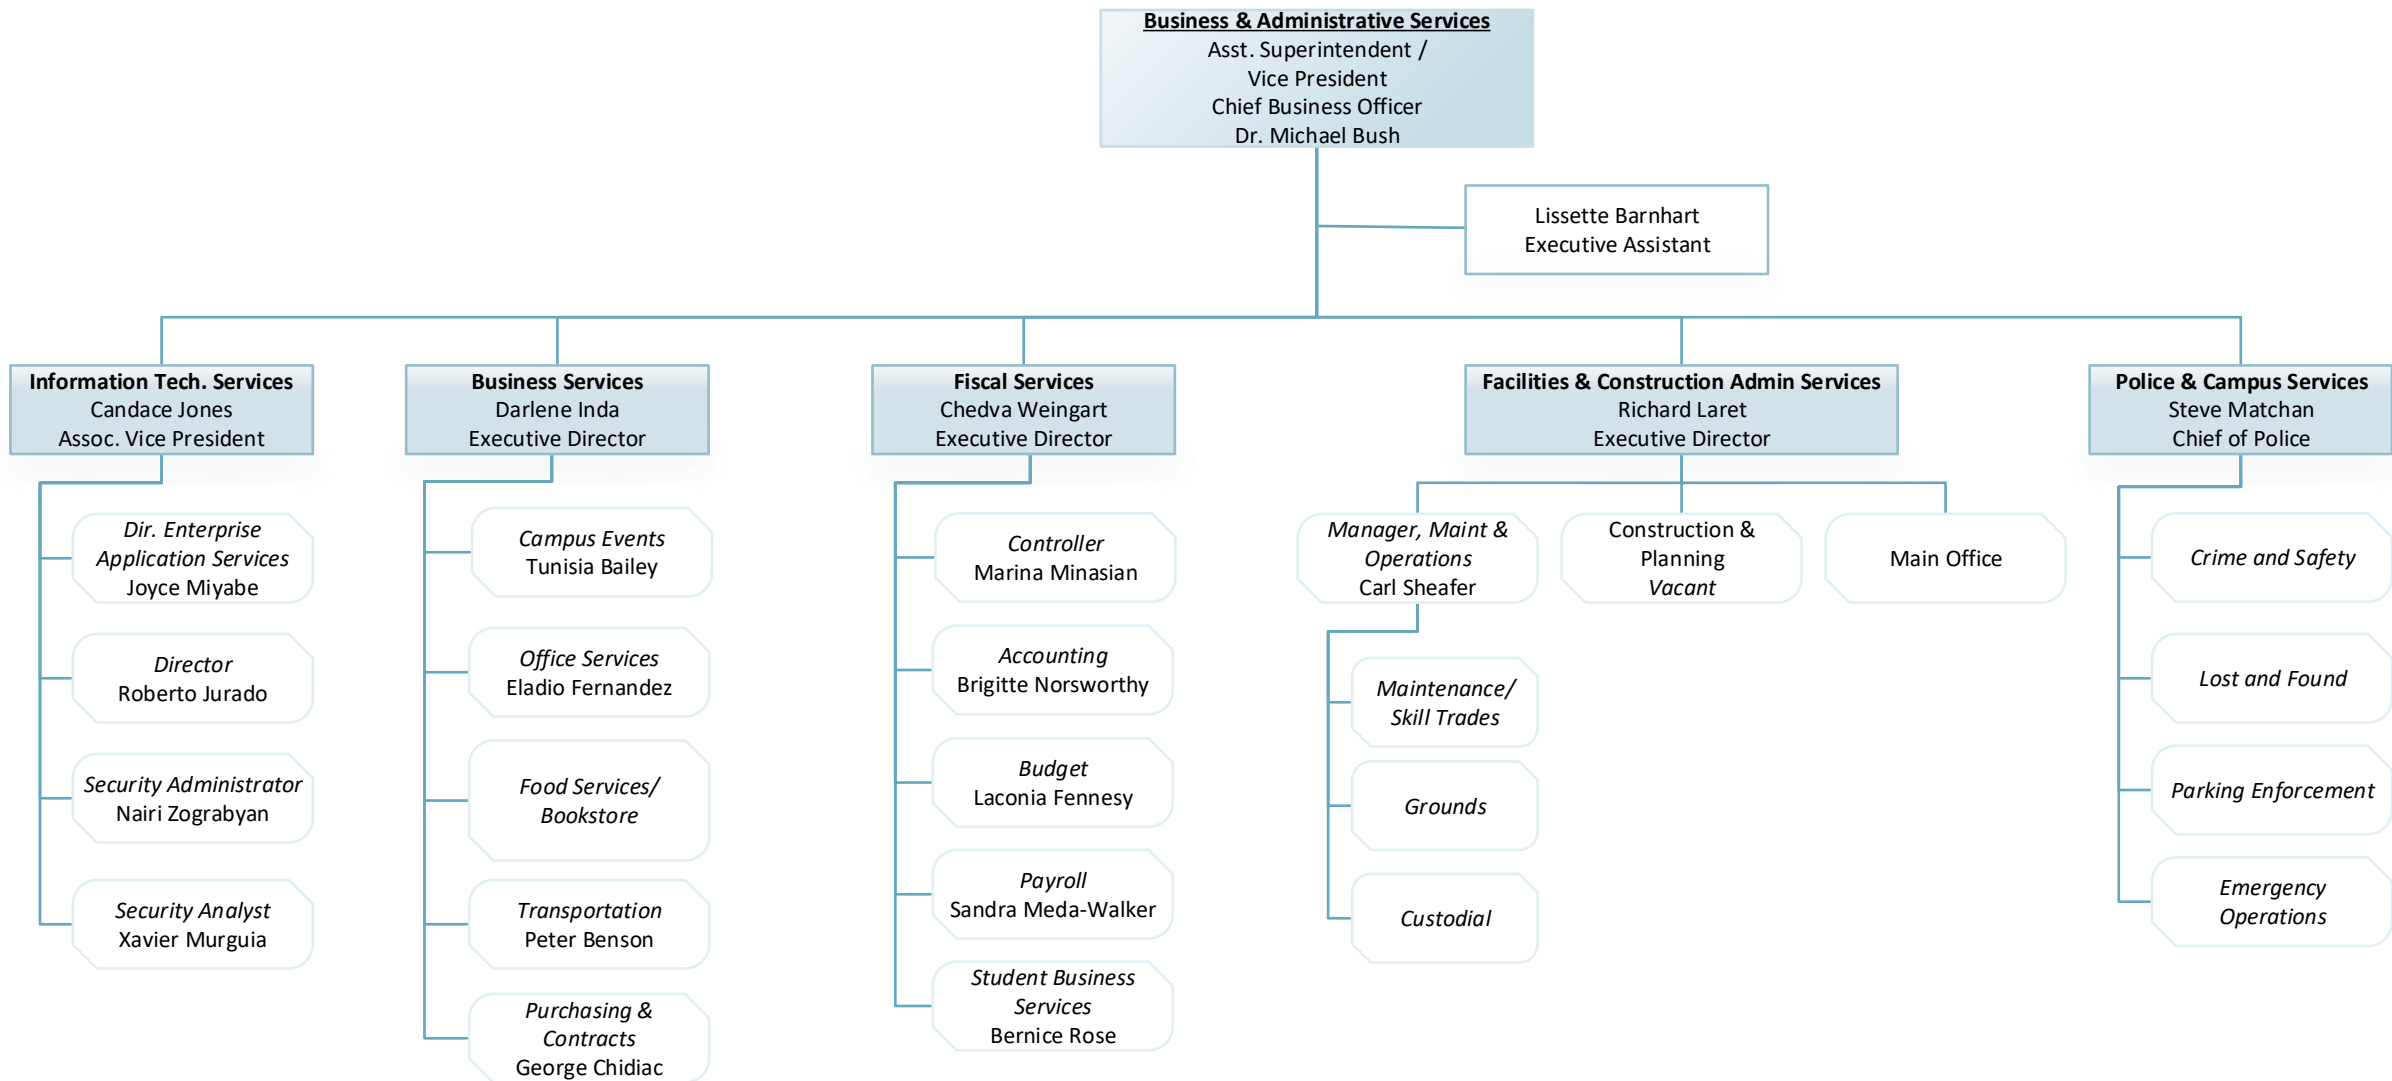 Business & Administrative Services
Asst. Superintendent /
Vice President
Chief Business Officer
Dr. Michael Bush
Lissette Barnhart
Executive Assistant
Information Tech. Services
Candace Jones
Assoc. Vice President
Business Services
Darlene Inda
Executive Director
Fiscal Services
Chedva Weingart
Executive Director
Facilities & Construction Admin Services
Richard Laret
Executive Director
Police & Campus Services
Steve Matchan
Chief of Police
Dir. Enterprise
Application Services
Joyce Miyabe
Director
Roberto Jurado
Security Administrator
Nairi Zograbyan
Security Analyst
Xavier Murguia
Campus Events
Tunisia Bailey
Office Services
Eladio Fernandez
Food Services/
Bookstore
Transportation
Peter Benson
Purchasing &
Contracts
George Chidiac
Controller
Marina Minasian
Accounting
Brigitte Norsworthy
Budget
Laconia Fennesy
Payroll
Sandra Meda-Walker
Student Business
Services
Bernice Rose
Manager, Maint &
Operations
Carl Sheafer
Construction &
Planning
Vacant
Main Office
Maintenance/
Skill Trades
Grounds
Custodial
Crime and Safety
Lost and Found
Parking Enforcement
Emergency
Operations